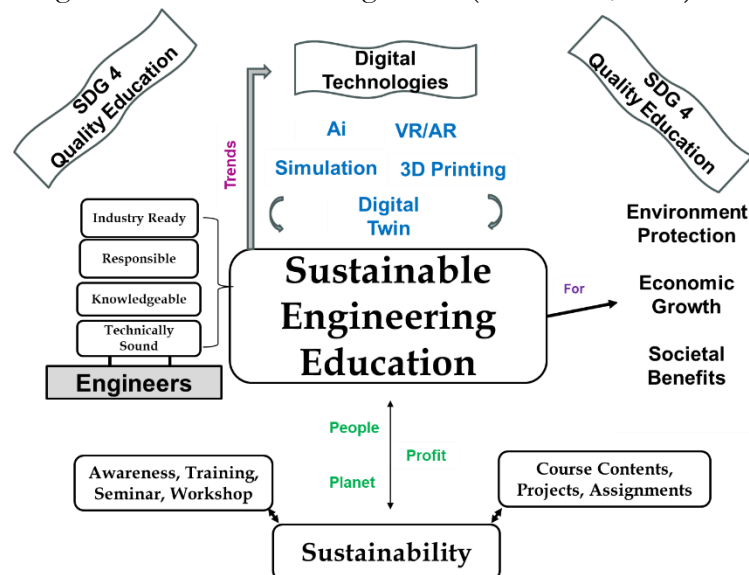 SDG 4
Quality Education
Digital
Technologies
SDG 4
Quality Education
Trends
Ai VR/AR
Simulation 3D Printing
Digital
Twin
Industry Ready
Responsible
Knowledgeable
Technically
Sound
Engineers
Sustainable
Engineering
Education
For
Environment
Protection
Economic
Growth
Societal
Benefits
People
Profit
Planet
Awareness, Training,
Seminar, Workshop
Course Contents,
Projects, Assignments
Sustainability